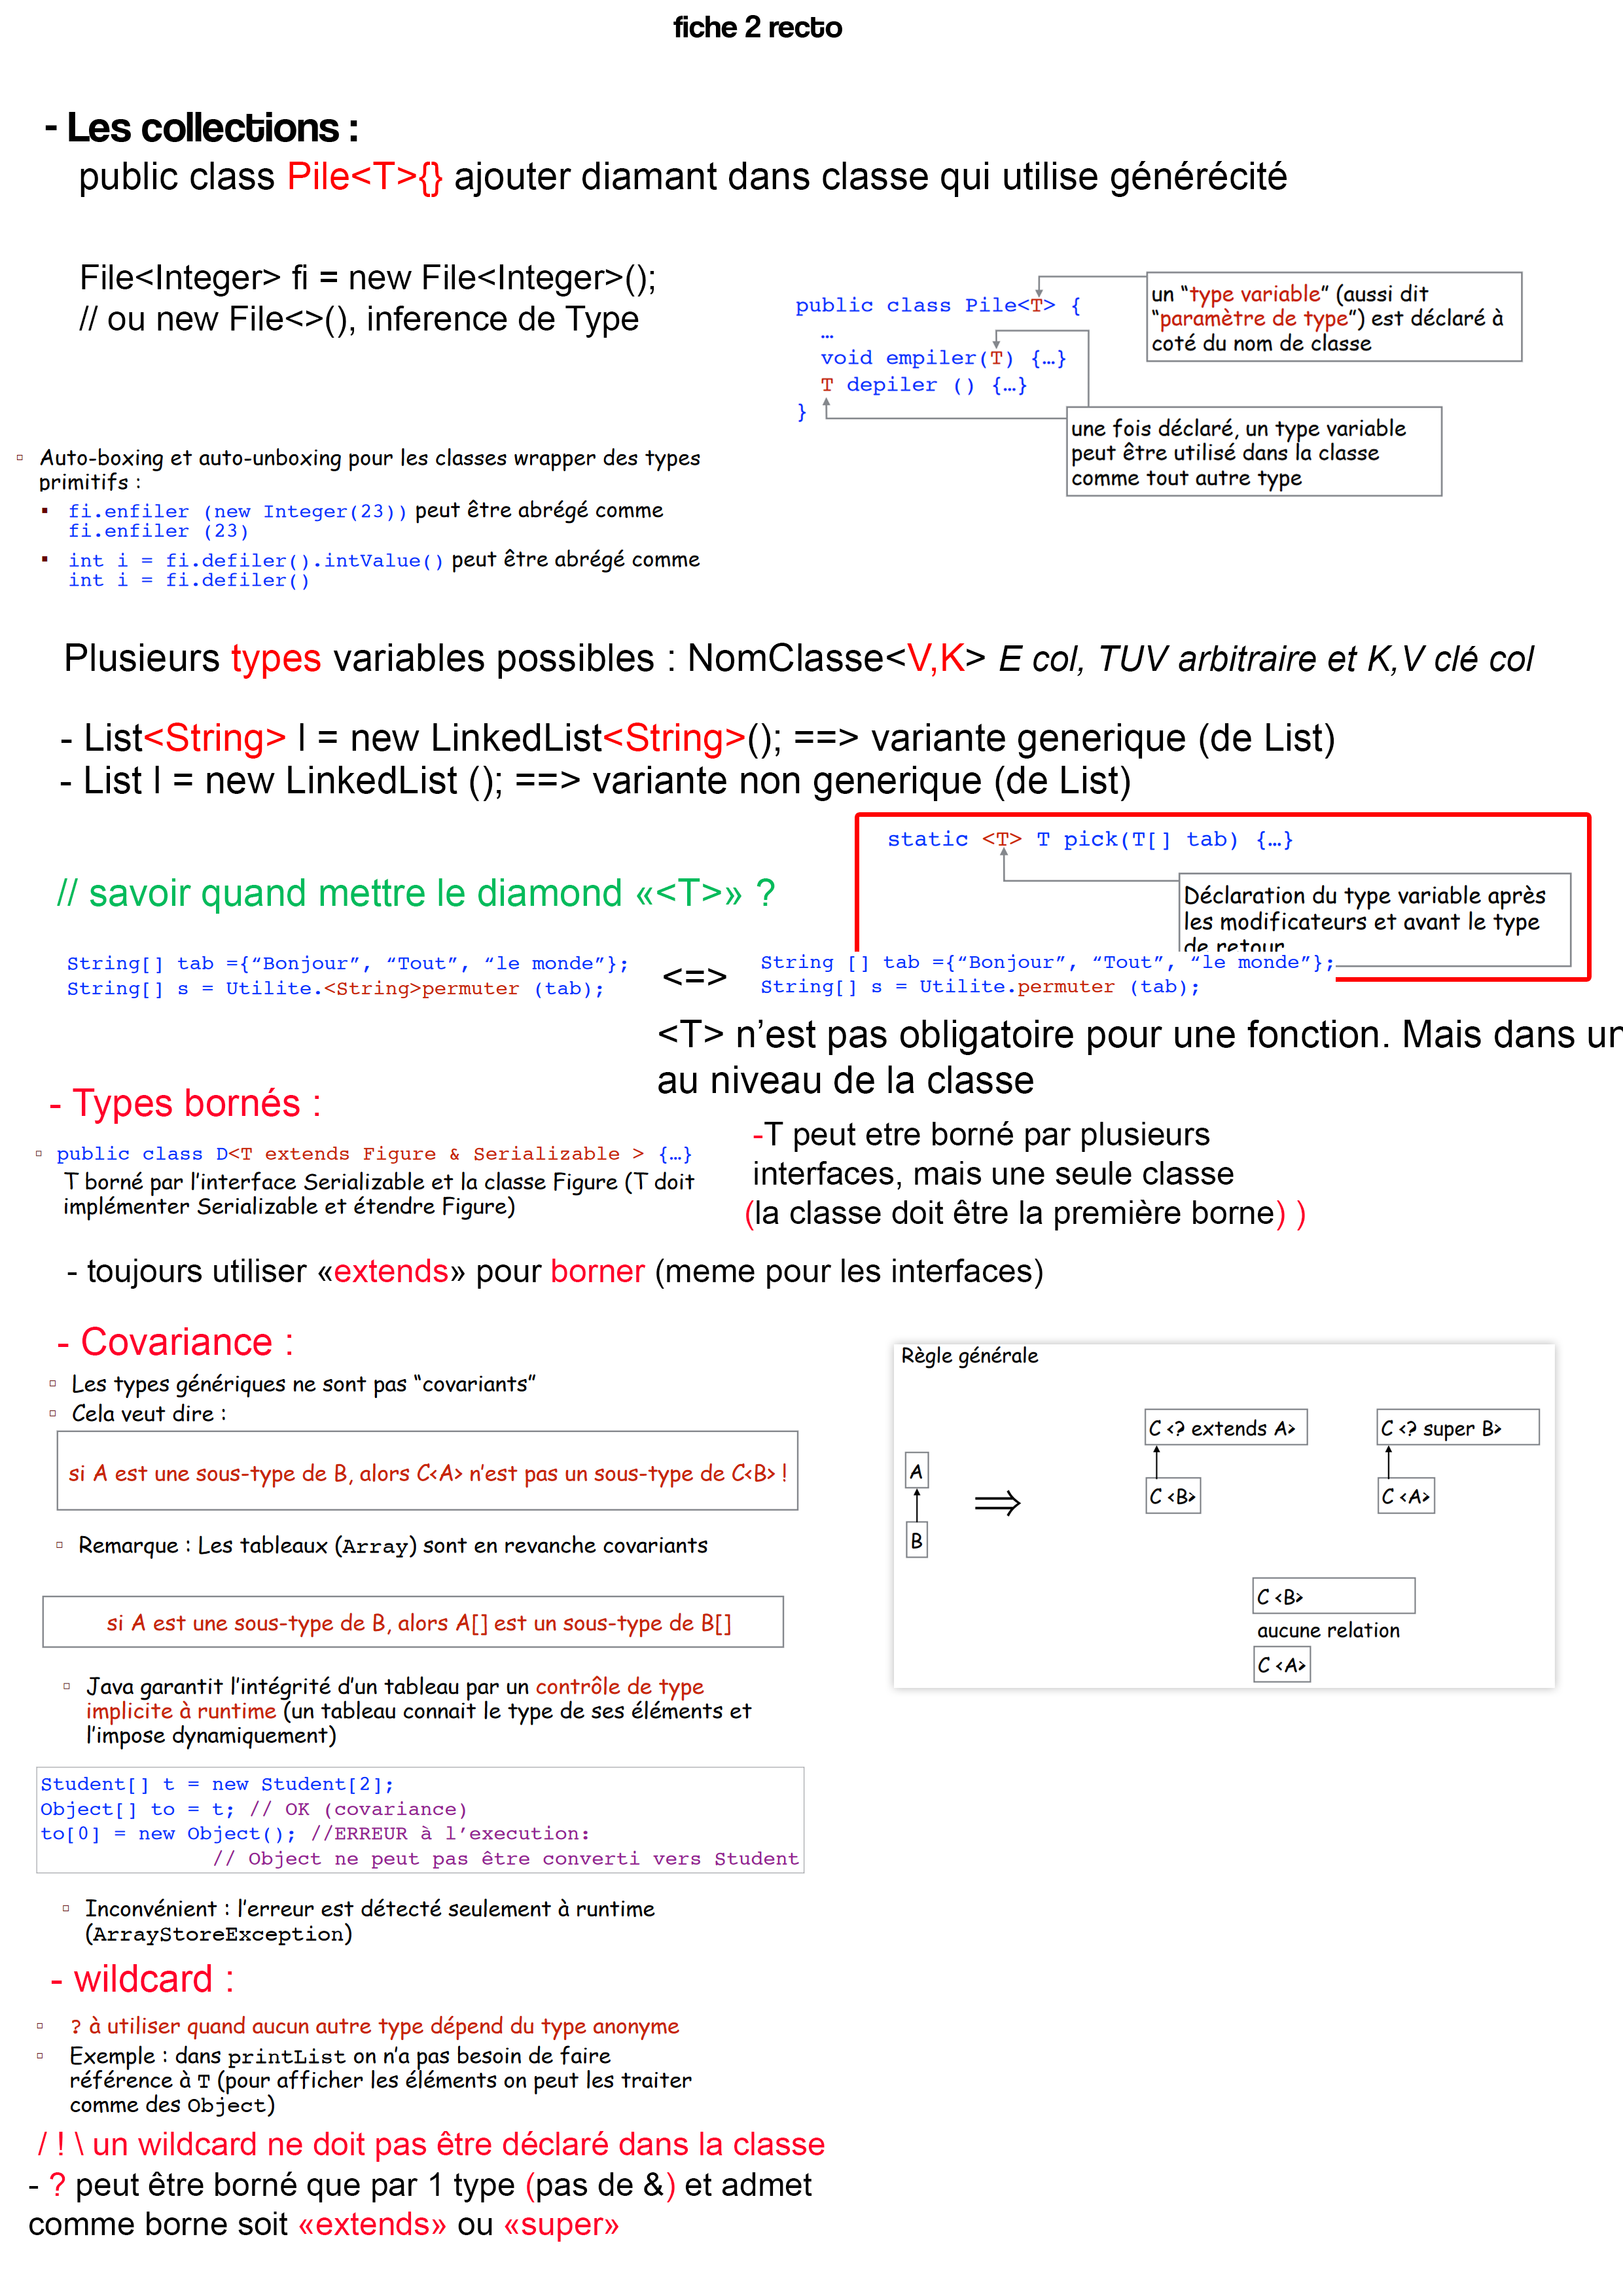 fiche 2 recto
- Les collections :
public class Pile<T>{} ajouter diamant dans classe qui utilise générécité
File<Integer> fi = new File<Integer>();
// ou new File<>(), inference de Type
public class Pile<T> {
…
void empiler(T) {…}
T depiler () {…}
}
un “type variable” (aussi dit
“paramètre de type”) est déclaré à
coté du nom de classe
une fois déclaré, un type variable
peut être utilisé dans la classe
comme tout autre type
▫ Auto-boxing et auto-unboxing pour les classes wrapper des types
primitifs :
▪ fi.enfiler (new Integer(23)) peut être abrégé comme
fi.enfiler (23)
▪ int i = fi.defiler().intValue() peut être abrégé comme
int i = fi.defiler()
Plusieurs types variables possibles : NomClasse<V,K> E col, TUV arbitraire et K,V clé col
- List<String> l = new LinkedList<String>(); ==> variante generique (de List)
- List l = new LinkedList (); ==> variante non generique (de List)
static <T> T pick(T[] tab) {…}
Déclaration du type variable après
les modificateurs et avant le type
de retour
// savoir quand mettre le diamond «<T>» ?
String[] tab ={“Bonjour”, “Tout”, “le monde”};
String[] s = Utilite.<String>permuter (tab);
<=>
String [] tab ={“Bonjour”, “Tout”, “le monde”};
String[] s = Utilite.permuter (tab);
<T> n’est pas obligatoire pour une fonction. Mais dans un
au niveau de la classe
- Types bornés :
▫ public class D<T extends Figure & Serializable > {…}
T borné par l’interface Serializable et la classe Figure (T doit
implémenter Serializable et étendre Figure)
-T peut etre borné par plusieurs
interfaces, mais une seule classe
(la classe doit être la première borne) )
- toujours utiliser «extends» pour borner (meme pour les interfaces)
- Covariance :
▫ Les types génériques ne sont pas “covariants”
▫ Cela veut dire :
si A est une sous-type de B, alors C<A> n’est pas un sous-type de C<B> !
▫ Remarque : Les tableaux (Array) sont en revanche covariants
si A est une sous-type de B, alors A[] est un sous-type de B[]
▫ Java garantit l’intégrité d’un tableau par un contrôle de type
implicite à runtime (un tableau connait le type de ses éléments et
l’impose dynamiquement)
Student[] t = new Student[2];
Object[] to = t; // OK (covariance)
to[0] = new Object(); //ERREUR à l’execution:
// Object ne peut pas être converti vers Student
▫ Inconvénient : l’erreur est détecté seulement à runtime
(ArrayStoreException)
Règle générale
A
B
⇒
C <? extends A>
C <B>
C <? super B>
C <A>
C <B>
aucune relation
C <A>
- wildcard :
▫ ? à utiliser quand aucun autre type dépend du type anonyme
▫ Exemple : dans printList on n’a pas besoin de faire
référence à T (pour afficher les éléments on peut les traiter
comme des Object)
/ ! \ un wildcard ne doit pas être déclaré dans la classe
- ? peut être borné que par 1 type (pas de &) et admet
comme borne soit «extends» ou «super»